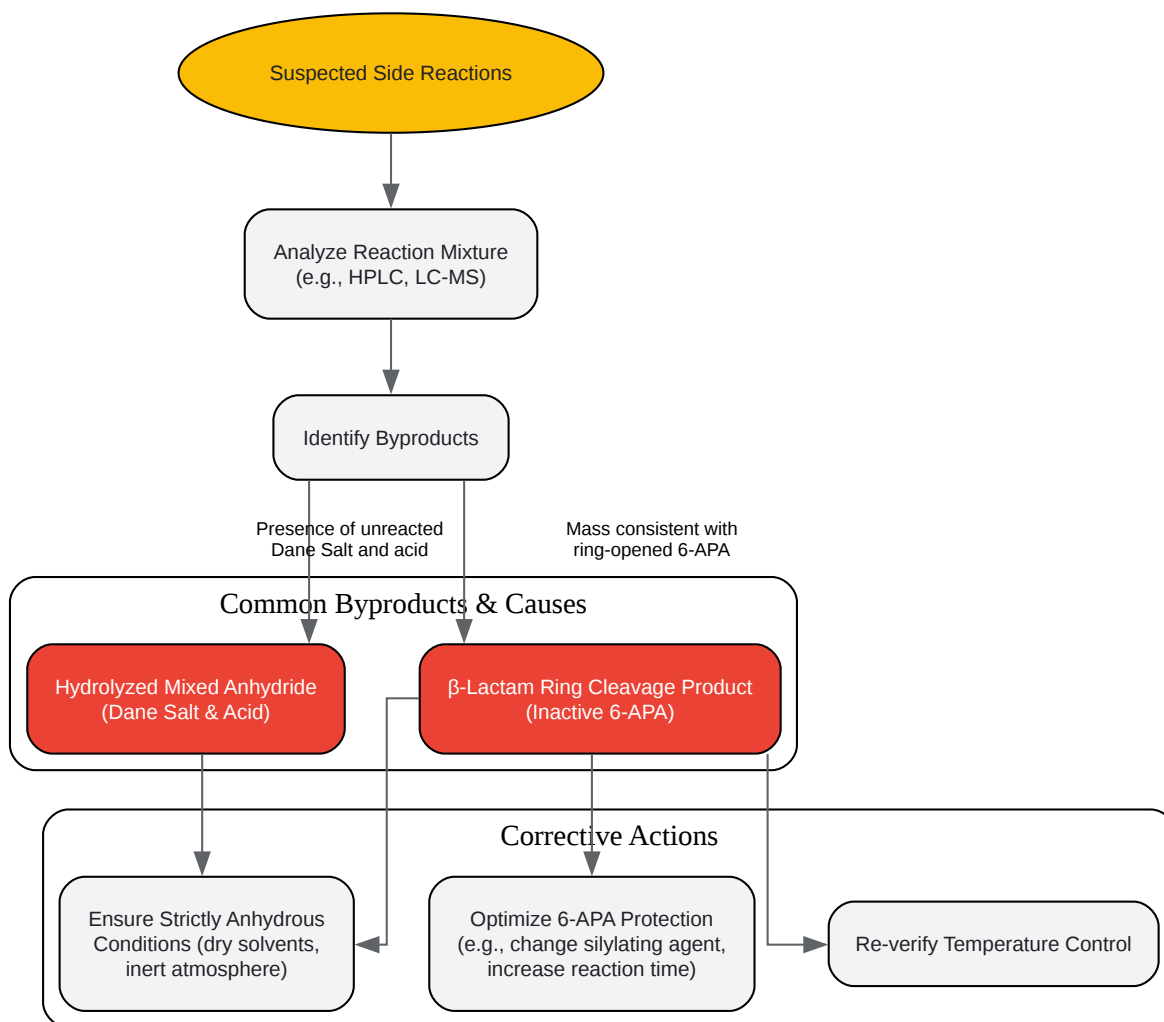 Suspected Side Reactions
Analyze Reaction Mixture
(e.g., HPLC, LC-MS)
Identify Byproducts
Presence of unreacted
Dane Salt and acid
Mass consistent with
ring-opened 6-APA
Common Byproducts & Causes
Hydrolyzed Mixed Anhydride
(Dane Salt & Acid)
β-Lactam Ring Cleavage Product
(Inactive 6-APA)
Corrective Actions
Ensure Strictly Anhydrous
Conditions (dry solvents,
inert atmosphere)
Optimize 6-APA Protection
(e.g., change silylating agent,
increase reaction time)
Re-verify Temperature Control